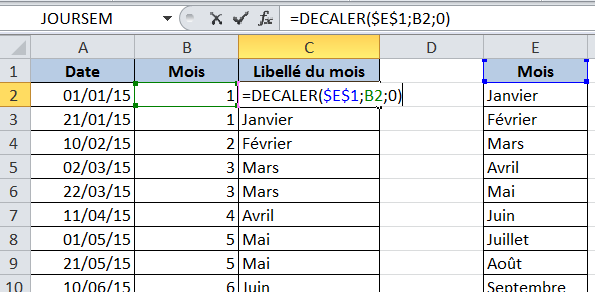 JOURSEM =DECALER($E$1;B2;0)
A B C D E
1 Date Mois Libellé du mois Mois
2 01/01/15 1 =DECALER($E$1;B2;0) Janvier
3 21/01/15 1 Janvier Février
4 10/02/15 2 Février Mars
5 02/03/15 3 Mars Avril
6 22/03/15 3 Mars Mai
7 11/04/15 4 Avril Juin
8 01/05/15 5 Mai Juillet
9 21/05/15 5 Mai Août
10 10/06/15 6 Juin Septembre